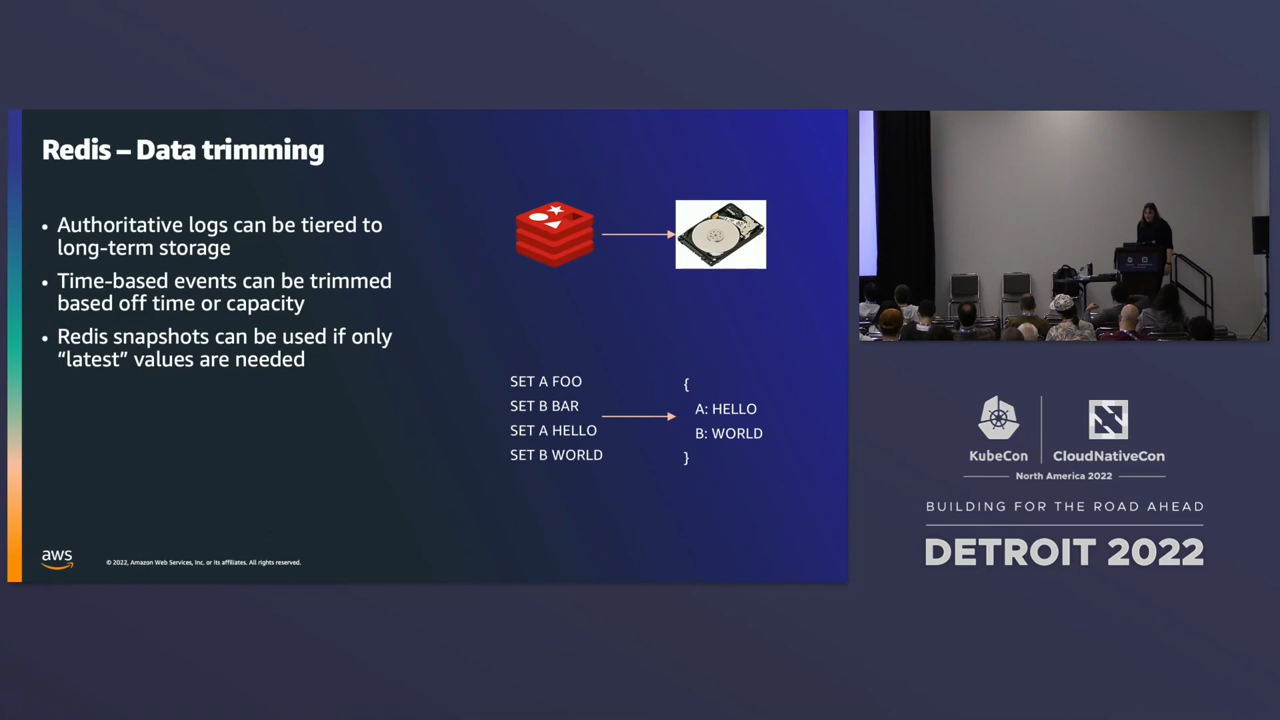 Redis – Data trimming
• Authoritative logs can be tiered to
long-term storage
• Time-based events can be trimmed
based off time or capacity
• Redis snapshots can be used if only
“latest” values are needed
SET A FOO
SET B BAR
SET A HELLO
SET B WORLD
{
A: HELLO
B: WORLD
}
aws
© 2022, Amazon Web Services, Inc. or its affiliates. All rights reserved.
KubeCon
CloudNativeCon
North America 2022
BUILDING FOR THE ROAD AHEAD
DETROIT 2022